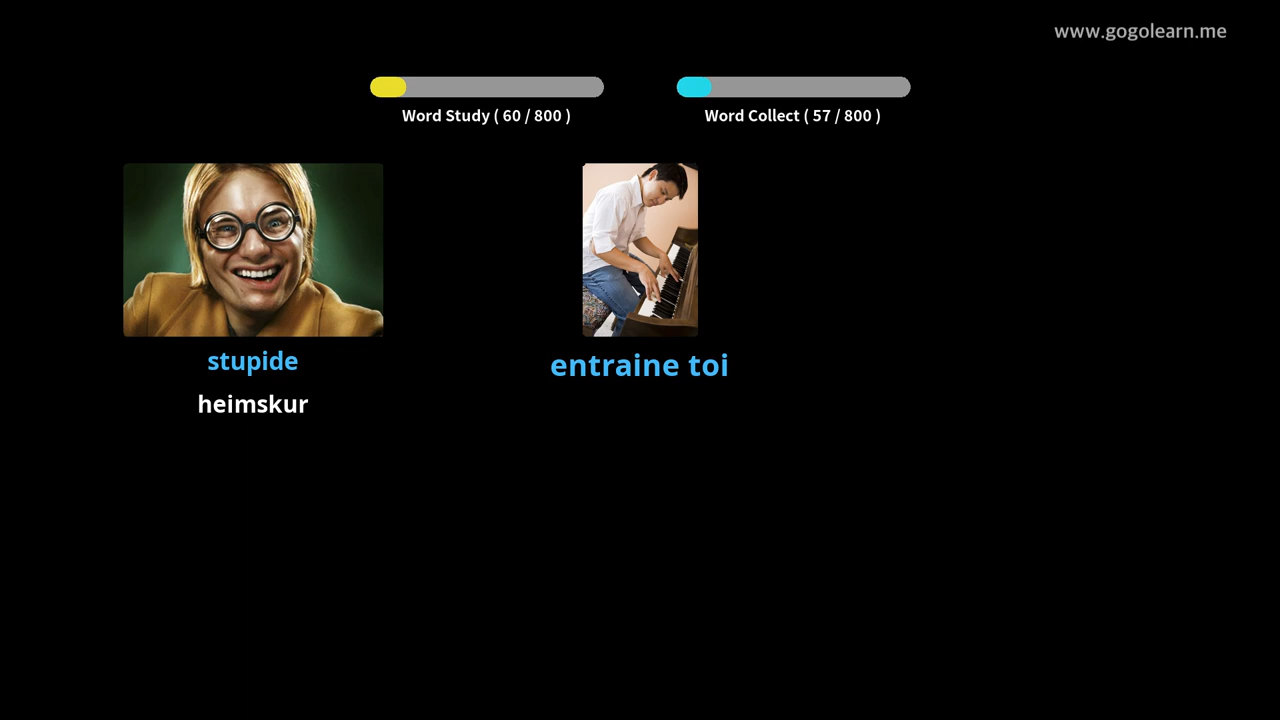 www.gogolearn.me
Word Study ( 60 / 800 )
Word Collect ( 57 / 800 )
stupide
heimskur
entraine toi